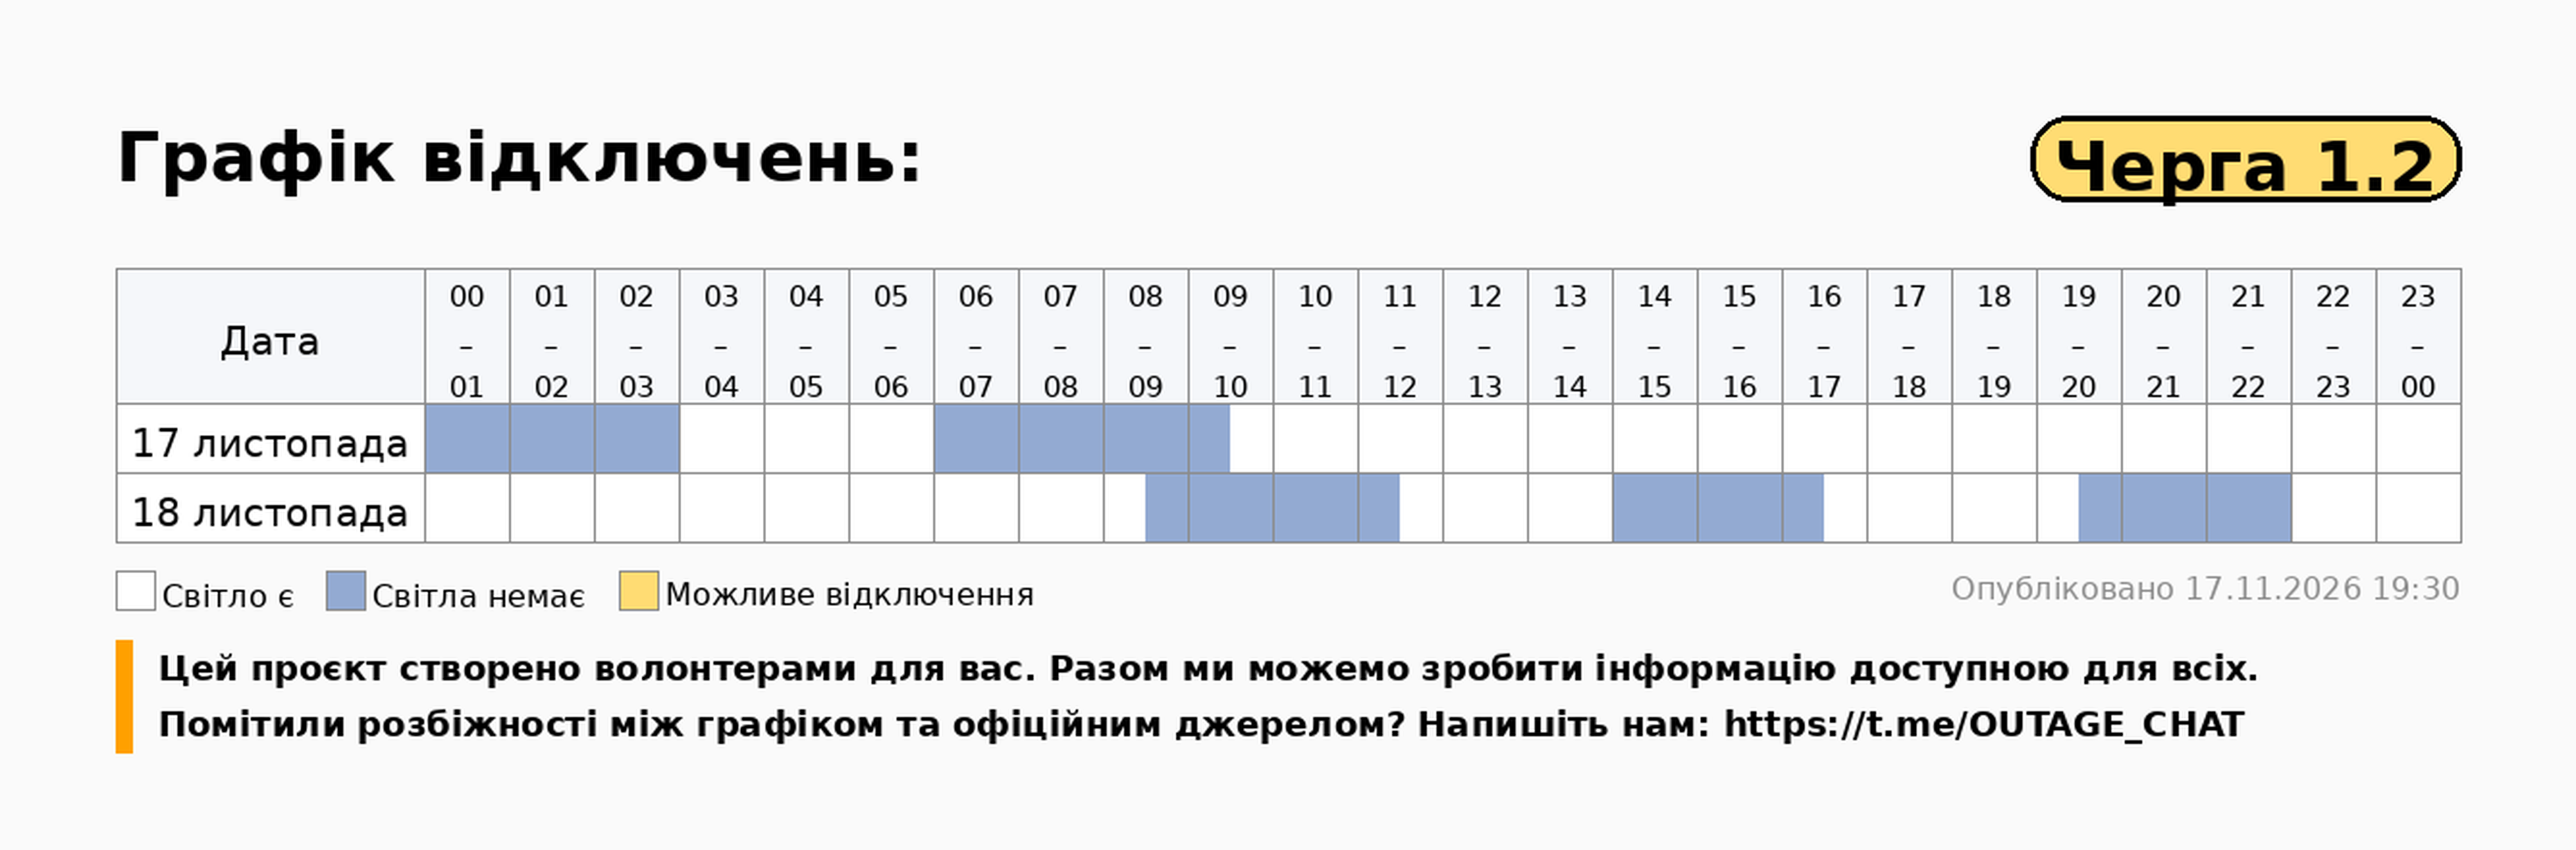 Графік відключень:
Черга 1.2
Дата 00 – 01 01 – 02 02 – 03 03 – 04 04 – 05 05 – 06 06 – 07 07 – 08 08 – 09 09 – 10 10 – 11 11 – 12 12 – 13 13 – 14 14 – 15 15 – 16 16 – 17 17 – 18 18 – 19 19 – 20 20 – 21 21 – 22 22 – 23 23 – 00
17 листопада
18 листопада
Світло є Світла немає Можливе відключення
Опубліковано 17.11.2026 19:30
Цей проєкт створено волонтерами для вас. Разом ми можемо зробити інформацію доступною для всіх.
Помітили розбіжності між графіком та офіційним джерелом? Напишіть нам: https://t.me/OUTAGE_CHAT